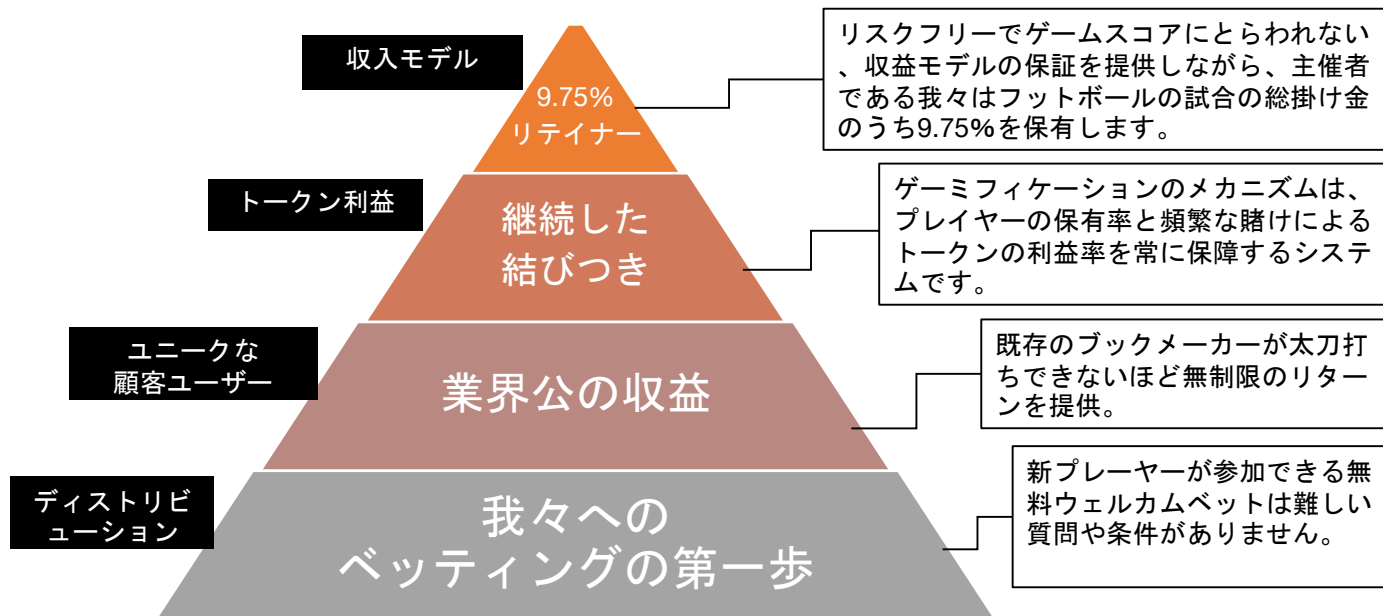 収入モデル
9.75%
リテイナー
リスクフリーでゲームスコアにとらわれない
、収益モデルの保証を提供しながら、主催者
である我々はフットボールの試合の総掛け金
のうち9.75%を保有します。
トークン利益
継続した
結びつき
ゲーミフィケーションのメカニズムは、
プレイヤーの保有率と頻繁な賭けによる
トークンの利益率を常に保障するシステ
ムです。
ユニークな
顧客ユーザー
業界公の収益
既存のブックメーカーが太刀打
ちできないほど無制限のリター
ンを提供。
ディストリビ
ューション
我々への
ベッティングの第一歩
新プレーヤーが参加できる無
料ウェルカムベットは難しい
質問や条件がありません。